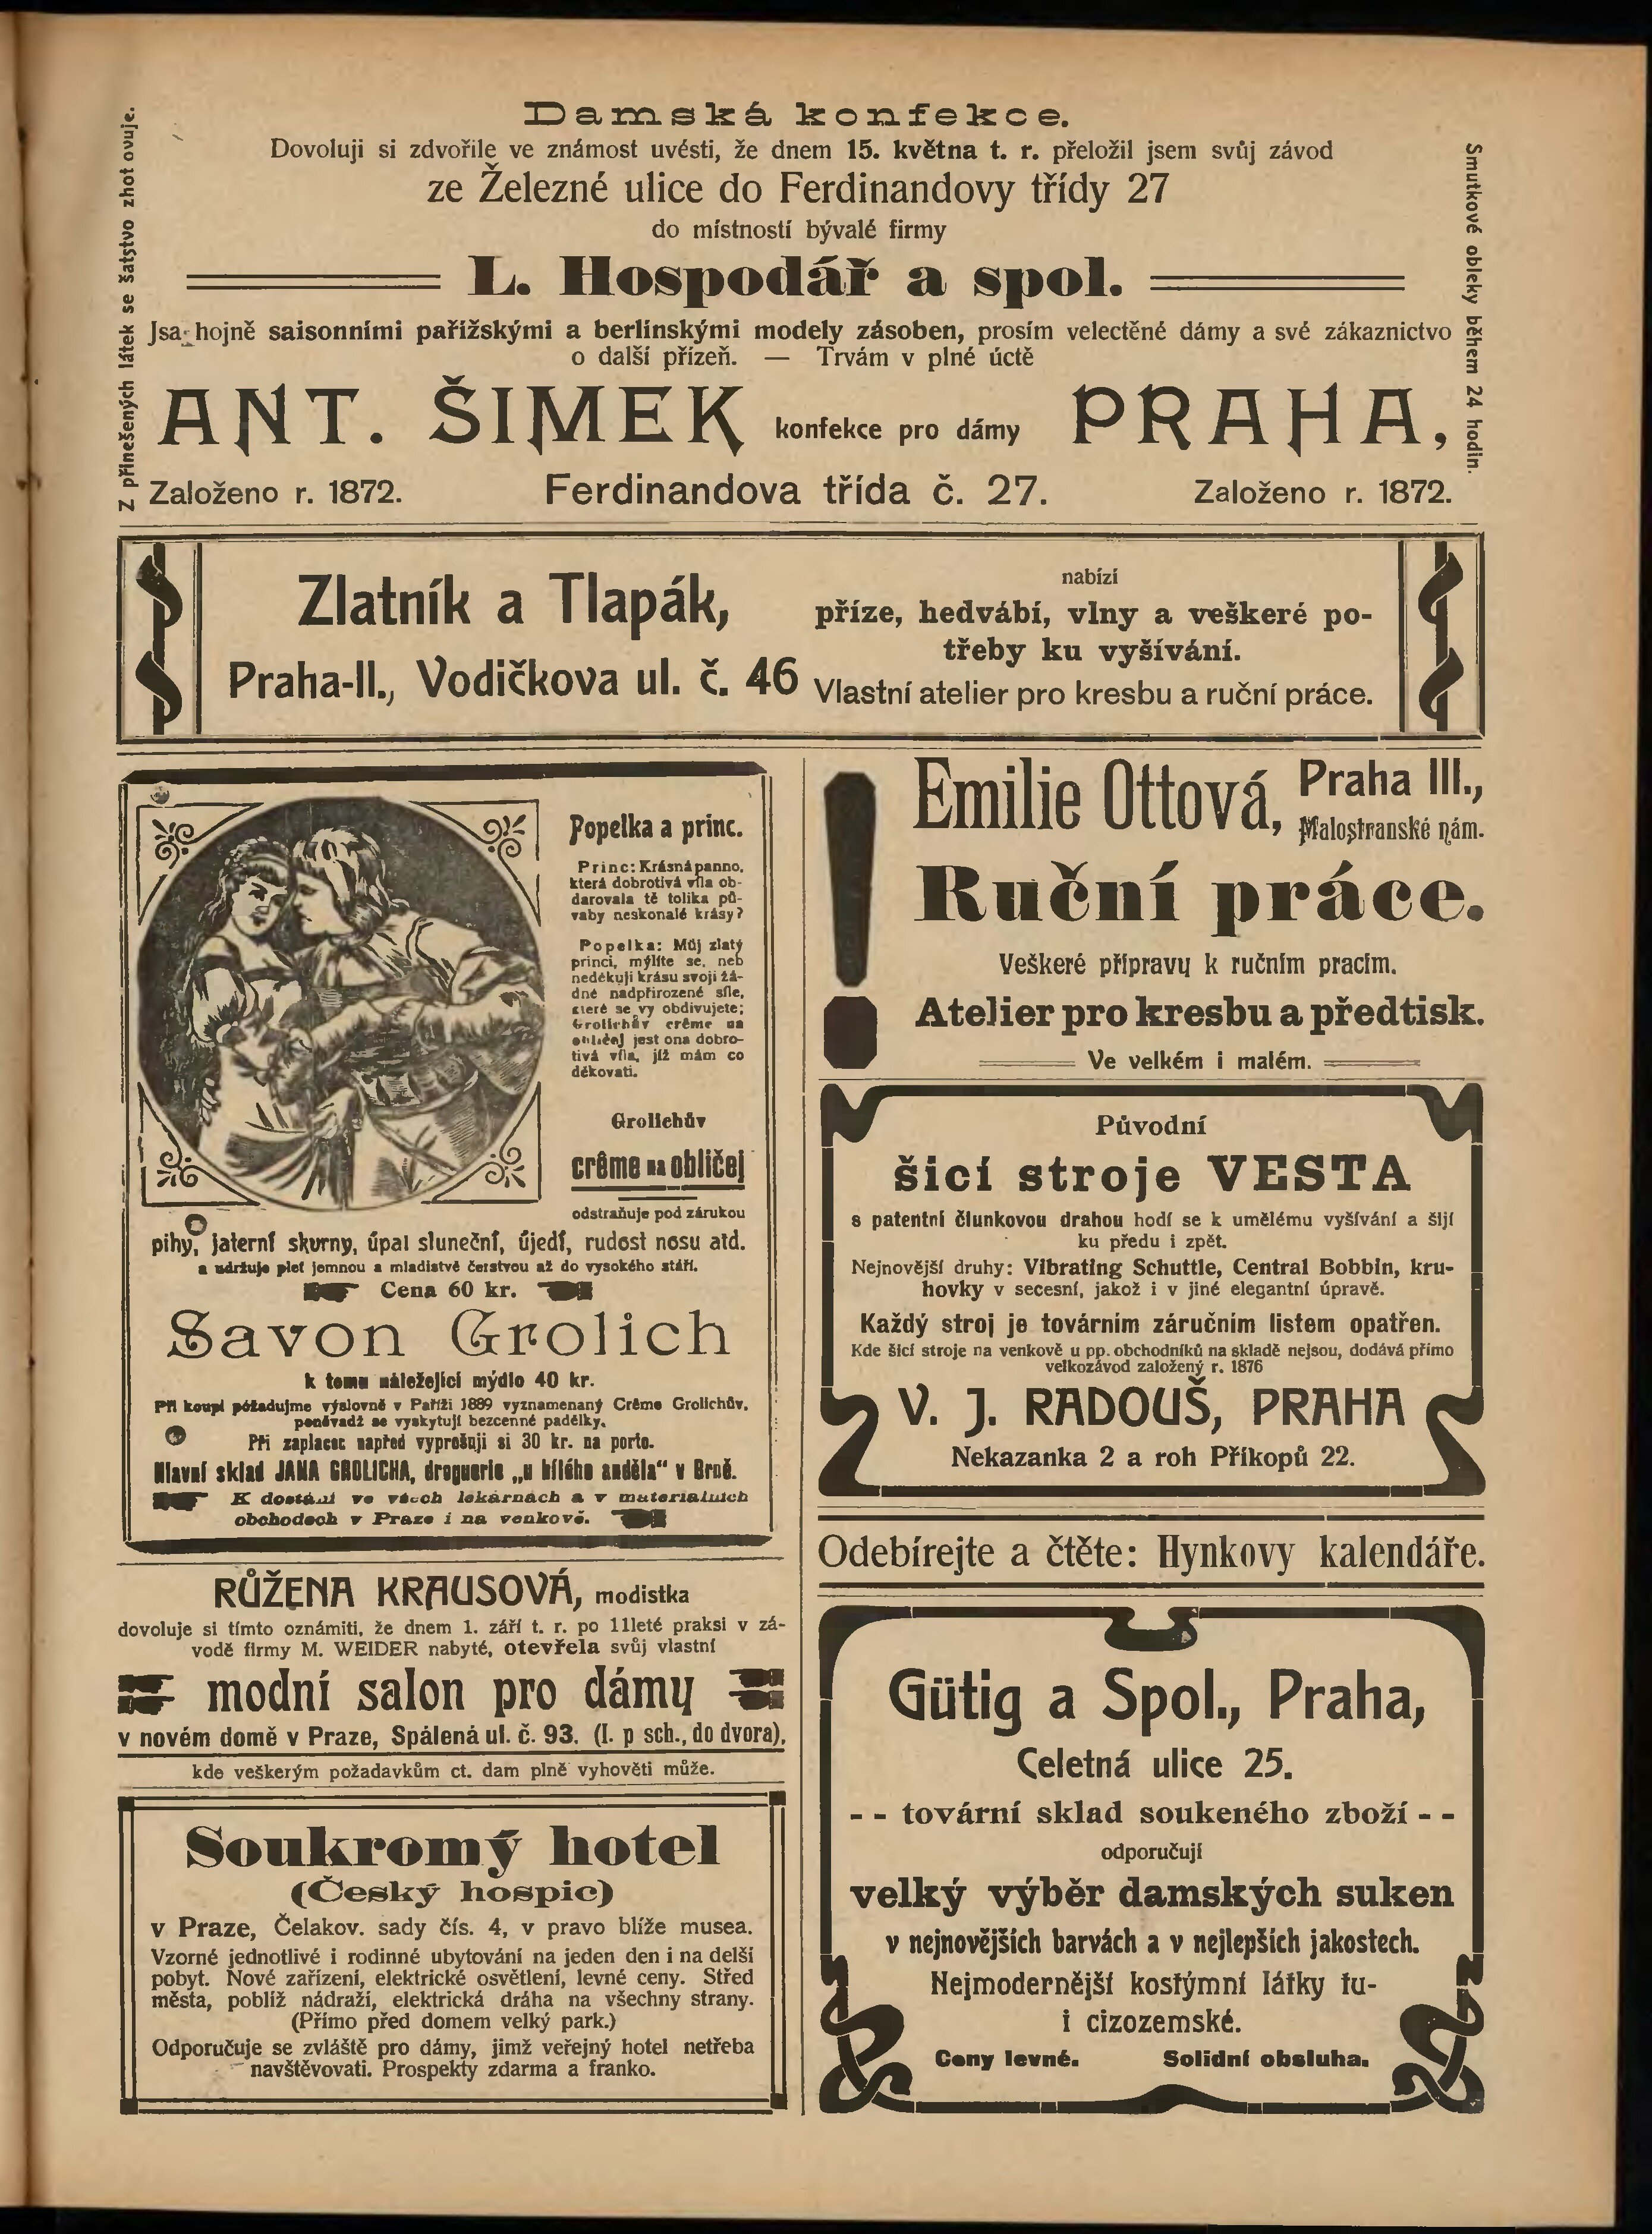 Damská konfekce.
Dovoluji si zdvořile ve známost uvésti, že dnem 15. května t. r. přeložil jsem svůj závod
ze Železné ulice do Ferdinandovy třídy 27
do místností bývalé firmy
L. Hospodář a spol.
Jsa hojně saisonními pařížskými a berlínskými modely zásoben, prosím velectěné dámy a své zákaznictvo
o další přízeň. — Trvám v plné úctě
ANT. ŠIMEK konfekce pro dámy PRAHA,
Založeno r. 1872. Ferdinandova třída č. 27. Založeno r. 1872.
Z přinešených látek se šatstvo zhotovuje.
Smutkové obleky během 24 hodin.
Zlatník a Tlapák,
Praha-II., Vodičkova ul. č. 46
nabízí
příze, hedvábí, vlny a veškeré po-
třeby ku vyšívání.
Vlastní atelier pro kresbu a ruční práce.
Popelka a princ.
Princ: Krásná panno,
která dobrotivá víla ob-
darovala tě tolika pů-
vaby neskonalé krásy?
Popelka: Můj zlatý
princi, mýlíte se, neb
neděkuji krásu svoji žá-
dné nadpřirozené síle,
které se vy obdivujete;
Grolichův crême na
obličej jest ona dobro-
tivá víla, jíž mám co
děkovati.
Grolichův
crême na obličej
odstraňuje pod zárukou
pihy, jaterní skvrny, úpal sluneční, újedí, rudost nosu atd.
a udržuje pleť jemnou a mladistvě čerstvou až do vysokého stáří.
Cena 60 kr.
Savon Grolich
k tomu náležející mýdlo 40 kr.
Při koupi požadujme výslovně v Paříži 1889 vyznamenaný Crême Grolichův,
poněvadž se vyskytují bezcenné padělky.
Při zaplacení napřed vyprošuji si 30 kr. na porto.
Hlavní sklad JANA GROLICHA, droguerie „u bílého anděla“ v Brně.
K dostání ve všech lékárnách a v materialních
obchodech v Praze i na venkově.
RŮŽENA KRAUSOVÁ, modistka
dovoluje si tímto oznámiti, že dnem 1. září t. r. po 11leté praksi v zá-
vodě firmy M. WEIDER nabyté, otevřela svůj vlastní
modní salon pro dámy
v novém domě v Praze, Spálená ul. č. 93. (I. p sch., do dvora),
kde veškerým požadavkům ct. dam plně vyhověti může.
Soukromý hotel
(Český hospic)
v Praze, Čelakov. sady čís. 4, v pravo blíže musea.
Vzorné jednotlivé i rodinné ubytování na jeden den i na delší
pobyt. Nové zařízení, elektrické osvětlení, levné ceny. Střed
města, poblíž nádraží, elektrická dráha na všechny strany.
(Přímo před domem velký park.)
Odporučuje se zvláště pro dámy, jimž veřejný hotel netřeba
navštěvovati. Prospekty zdarma a franko.
Emilie Ottová, Praha III.,
Malostranské nám.
Ruční práce.
Veškeré přípravy k ručním pracím.
Atelier pro kresbu a předtisk.
Ve velkém i malém.
Původní
šicí stroje VESTA
s patentní člunkovou drahou hodí se k umělému vyšívání a šijí
ku předu i zpět.
Nejnovější druhy: Vibrating Schuttle, Central Bobbin, kru-
hovky v secesní, jakož i v jiné elegantní úpravě.
Každý stroj je továrním záručním listem opatřen.
Kde šicí stroje na venkově u pp. obchodníků na skladě nejsou, dodává přímo
velkozávod založený r. 1876
V. J. RADOUŠ, PRAHA
Nekazanka 2 a roh Příkopů 22.
Odebírejte a čtěte: Hynkovy kalendáře.
Gütig a Spol., Praha,
Celetná ulice 25.
- - tovární sklad soukeného zboží - -
odporučují
velký výběr damských suken
v nejnovějších barvách a v nejlepších jakostech.
Nejmodernější kostýmní látky tu-
i cizozemské.
Ceny levné. Solidní obsluha.